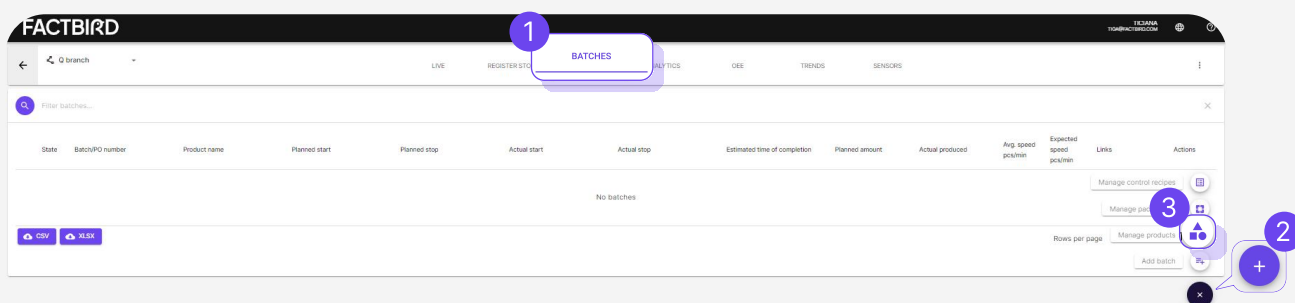 FACTBIRD
TICIANA
TIGA@FACTBIRD.COM
1
Q branch
LIVE
BATCHES
OEE
TRENDS
SENSORS
Filter batches...
State
Batch/PO number
Product name
Planned start
Planned stop
Actual start
Actual stop
Estimated time of completion
Planned amount
Actual produced
Avg. speed
pcs/min
Expected
speed
pcs/min
Links
Actions
No batches
Manage control recipes
Manage
3
CSV
XLSX
Rows per page
Manage products
2
Add batch